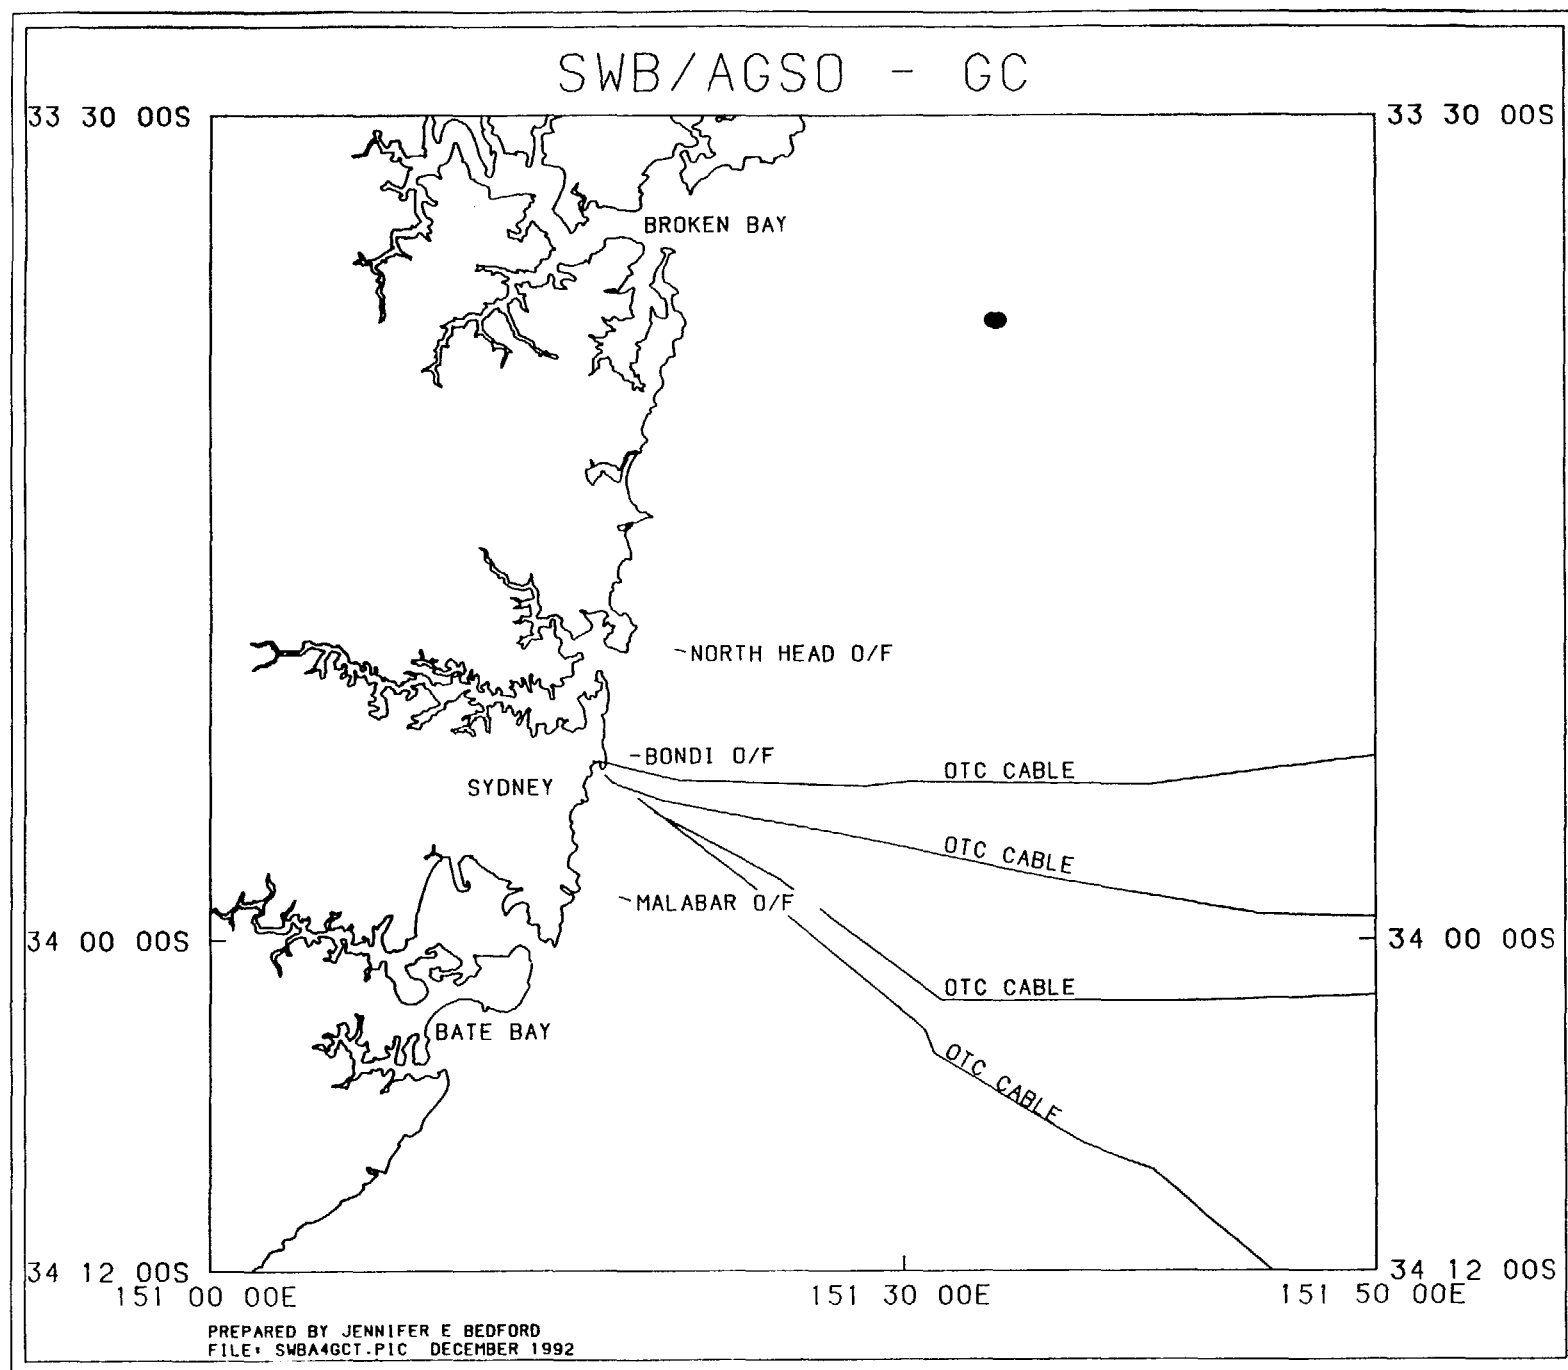 SWB/AGSO - GC
33 30 00S
33 30 00S
BROKEN BAY
NORTH HEAD O/F
BONDI O/F
OTC CABLE
SYDNEY
OTC CABLE
MALABAR O/F
34 00 00S
34 00 00S
OTC CABLE
BATE BAY
OTC CABLE
34 12 00S
34 12 00S
151 00 00E
151 30 00E
151 50 00E
PREPARED BY JENNIFER E BEDFORD
FILE: SWBA4GCT.PIC DECEMBER 1992